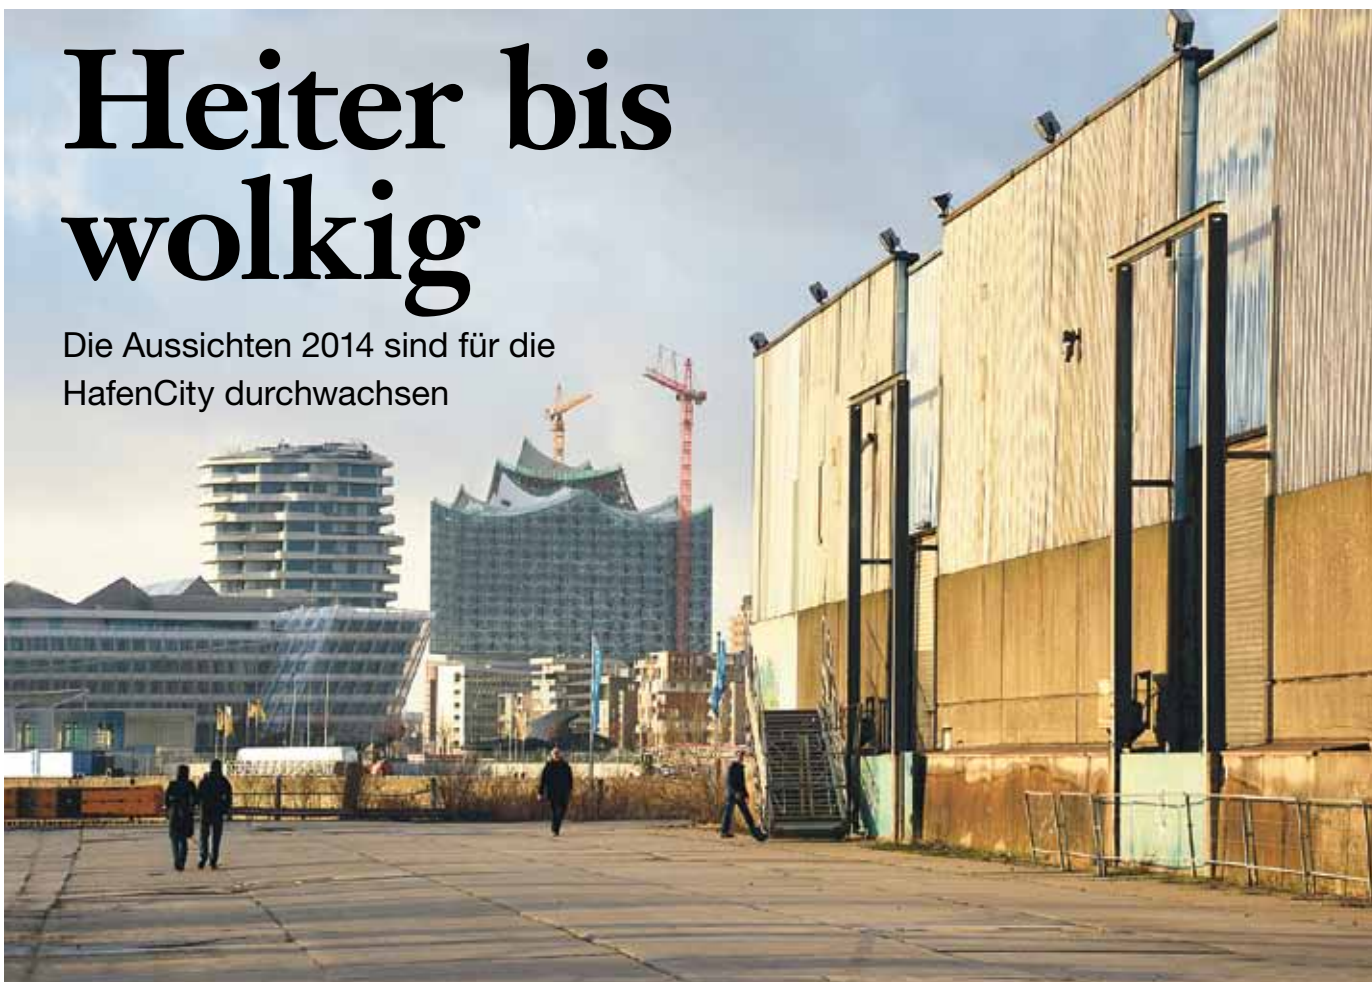 Heiter bis
wolkig
Die Aussichten 2014 sind für die
HafenCity durchwachsen